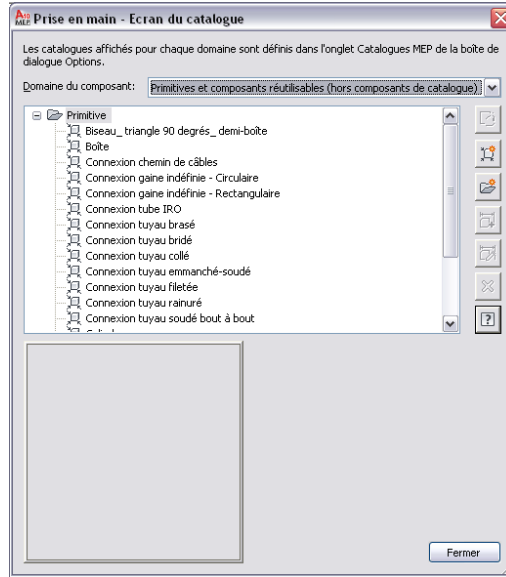 Prise en main - Ecran du catalogue
Les catalogues affichés pour chaque domaine sont définis dans l'onglet Catalogues MEP de la boîte de
dialogue Options.
Domaine du composant: Primitives et composants réutilisables (hors composants de catalogue)
Primitive
Biseau_ triangle 90 degrés_ demi-boîte
Boîte
Connexion chemin de câbles
Connexion gaine indéfinie - Circulaire
Connexion gaine indéfinie - Rectangulaire
Connexion tube IRO
Connexion tuyau brasé
Connexion tuyau bridé
Connexion tuyau collé
Connexion tuyau emmanché-soudé
Connexion tuyau filetée
Connexion tuyau rainuré
Connexion tuyau soudé bout à bout
Fermer